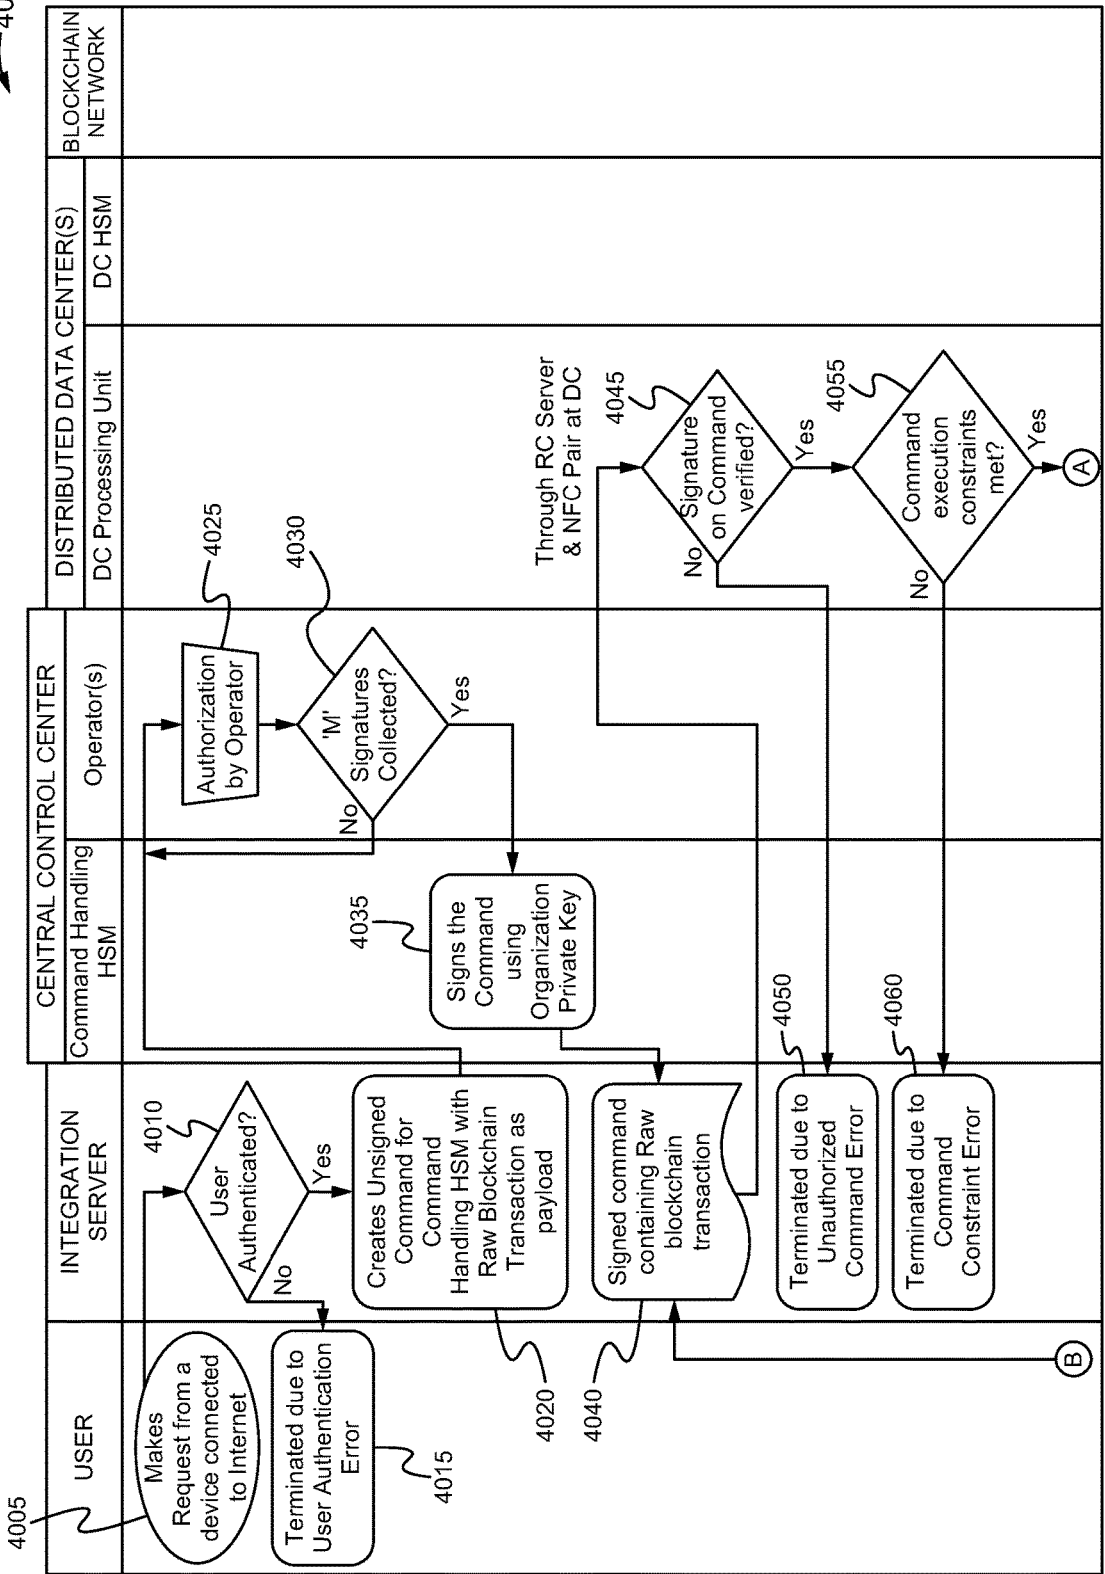 40
USER
INTEGRATION
SERVER
CENTRAL CONTROL CENTER
Command Handling
HSM
Operator(s)
DISTRIBUTED DATA CENTER(S)
DC Processing Unit
DC HSM
BLOCKCHAIN
NETWORK
4005
Makes
Request from a
device connected
to Internet
4010
User
Authenticated?
No
Yes
Terminated due to
User Authentication
Error
4015
Creates Unsigned
Command for
Command
Handling HSM with
Raw Blockchain
Transaction as
payload
4020
Authorization
by Operator
4025
'M'
Signatures
Collected?
4030
No
Yes
Signs the
Command
using
Organization
Private Key
4035
Signed command
containing Raw
blockchain
transaction
4040
Through RC Server
& NFC Pair at DC
Signature
on Command
verified?
4045
No
Yes
Terminated due to
Unauthorized
Command Error
4050
Command
execution
constraints
met?
4055
No
Yes
Terminated due to
Command
Constraint Error
4060
A
B